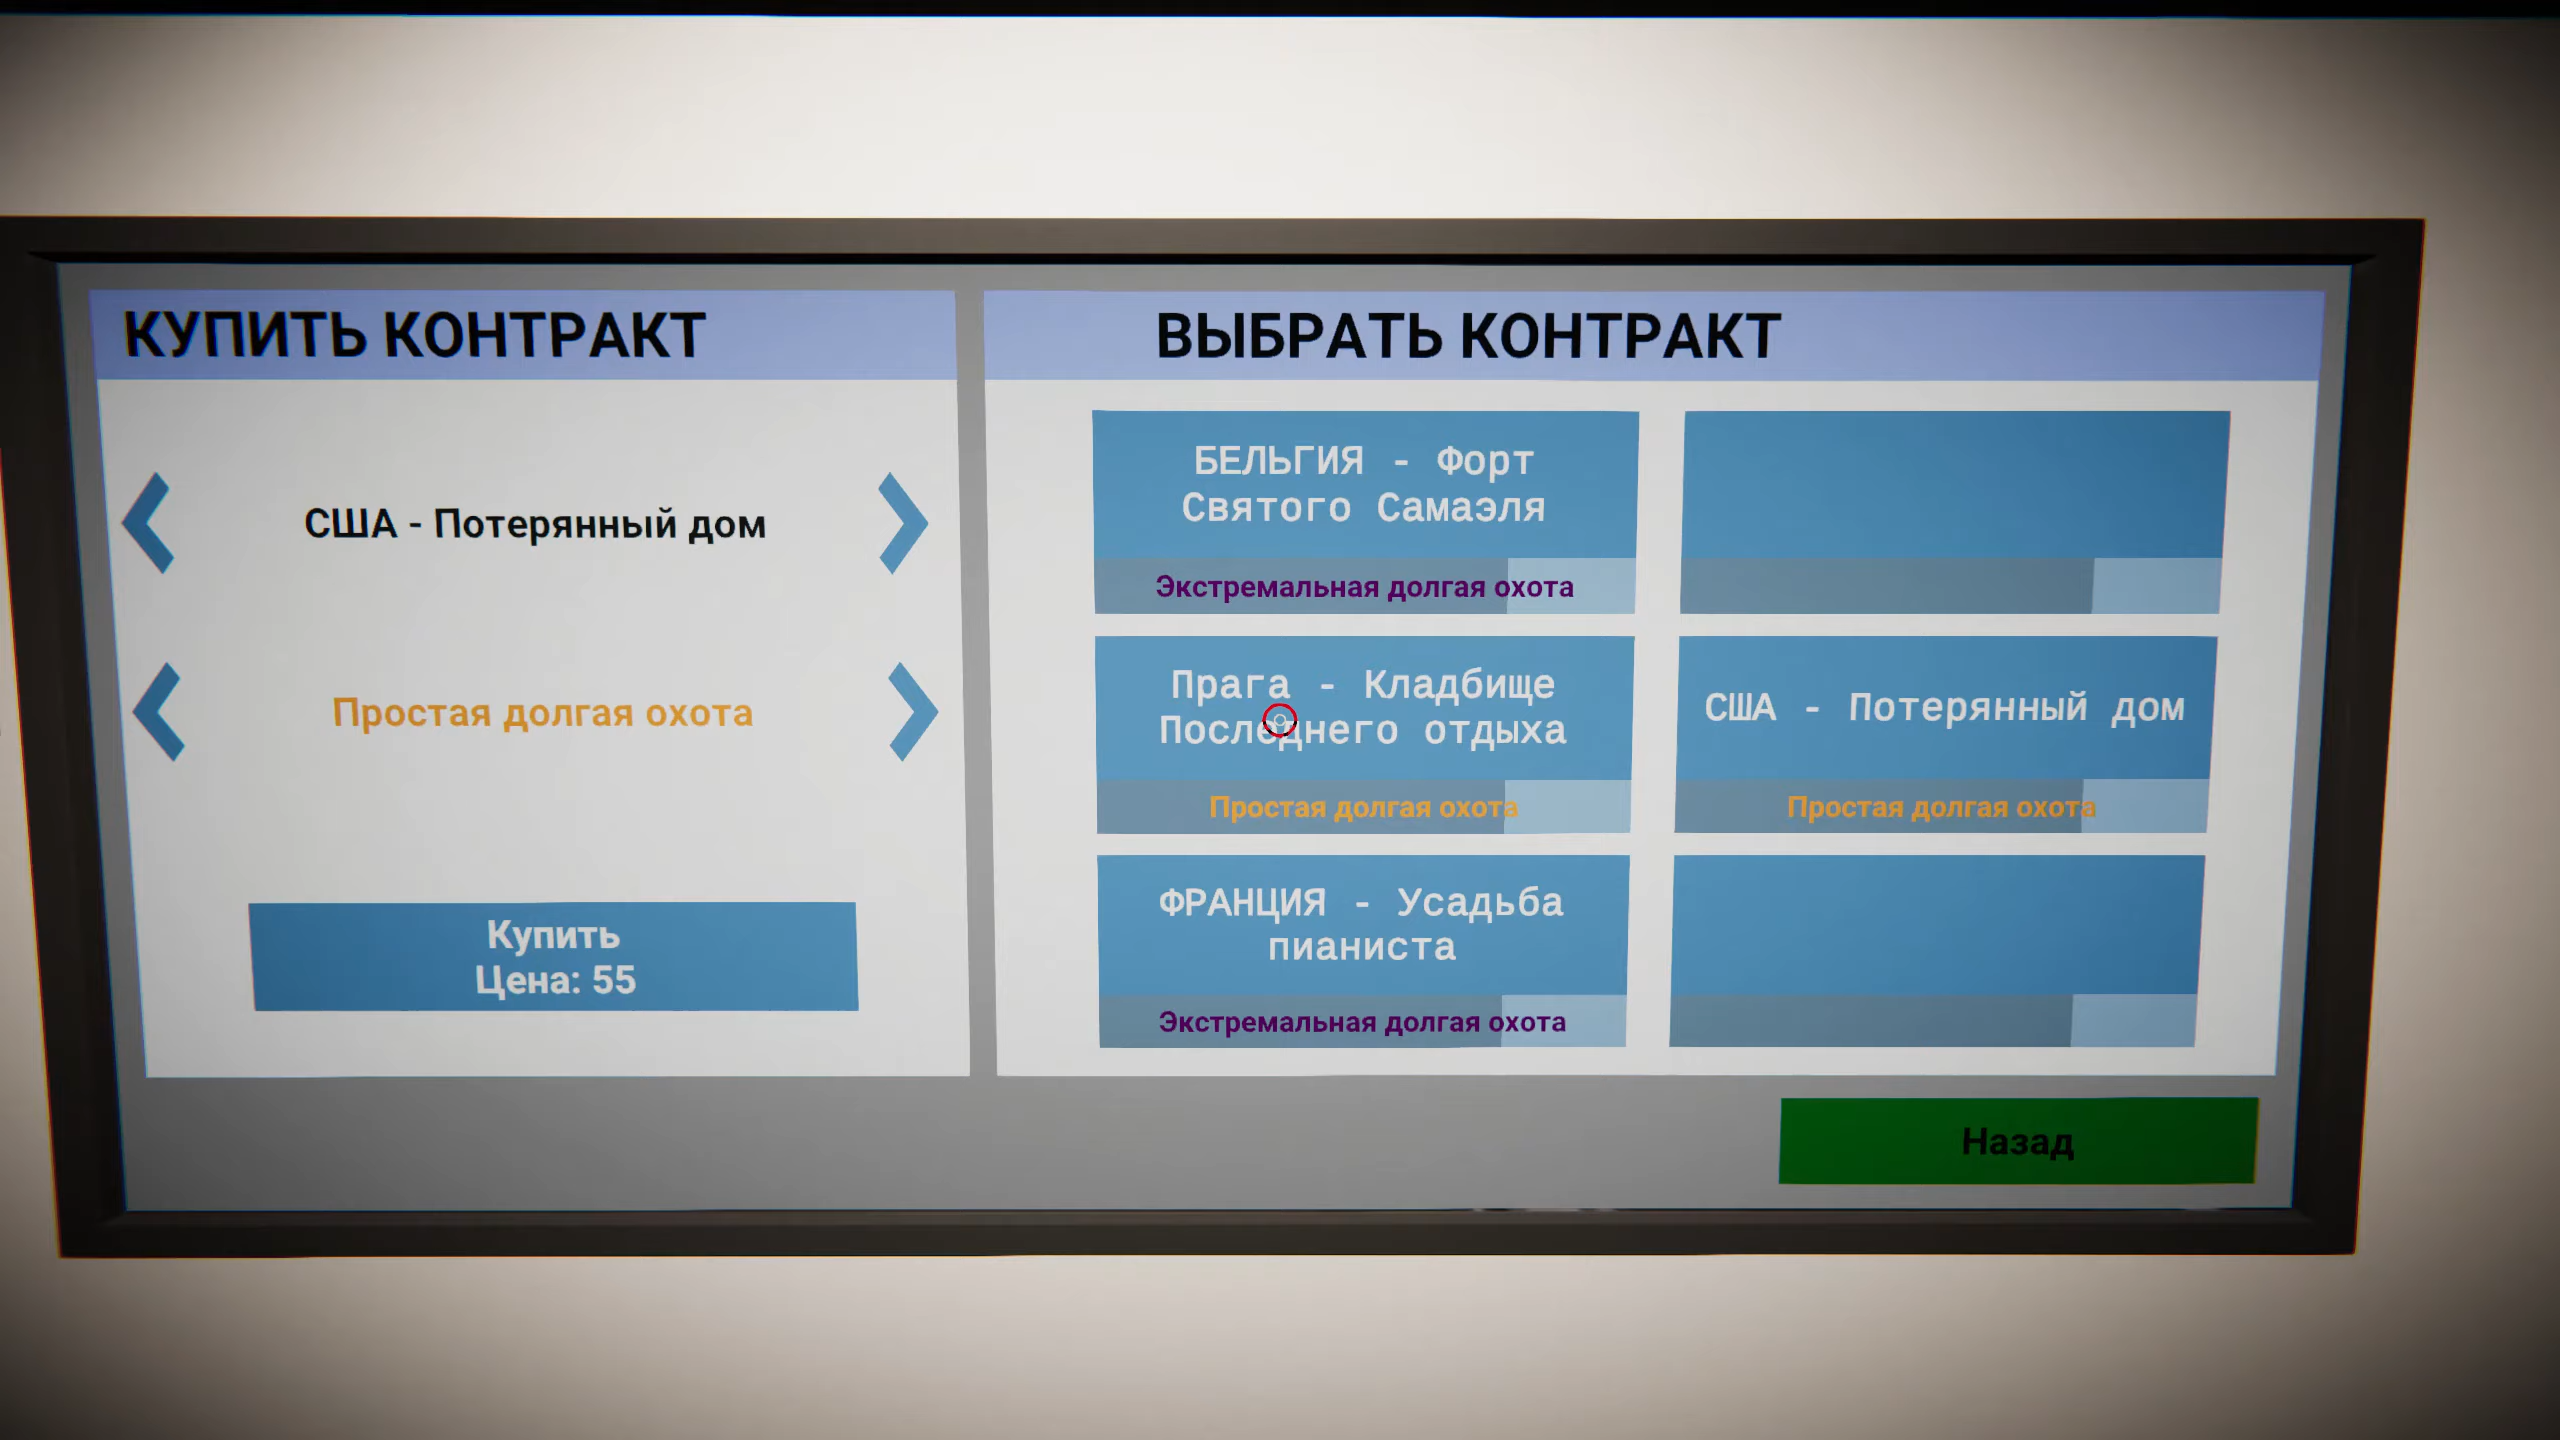 КУПИТЬ КОНТРАКТ
США - Потерянный дом
Простая долгая охота
Купить
Цена: 55
ВЫБРАТЬ КОНТРАКТ
БЕЛЬГИЯ - Форт
Святого Самаэля
Экстремальная долгая охота
Прага - Кладбище
Последнего отдыха
Простая долгая охота
США - Потерянный дом
Простая долгая охота
ФРАНЦИЯ - Усадьба
пианиста
Экстремальная долгая охота
Назад